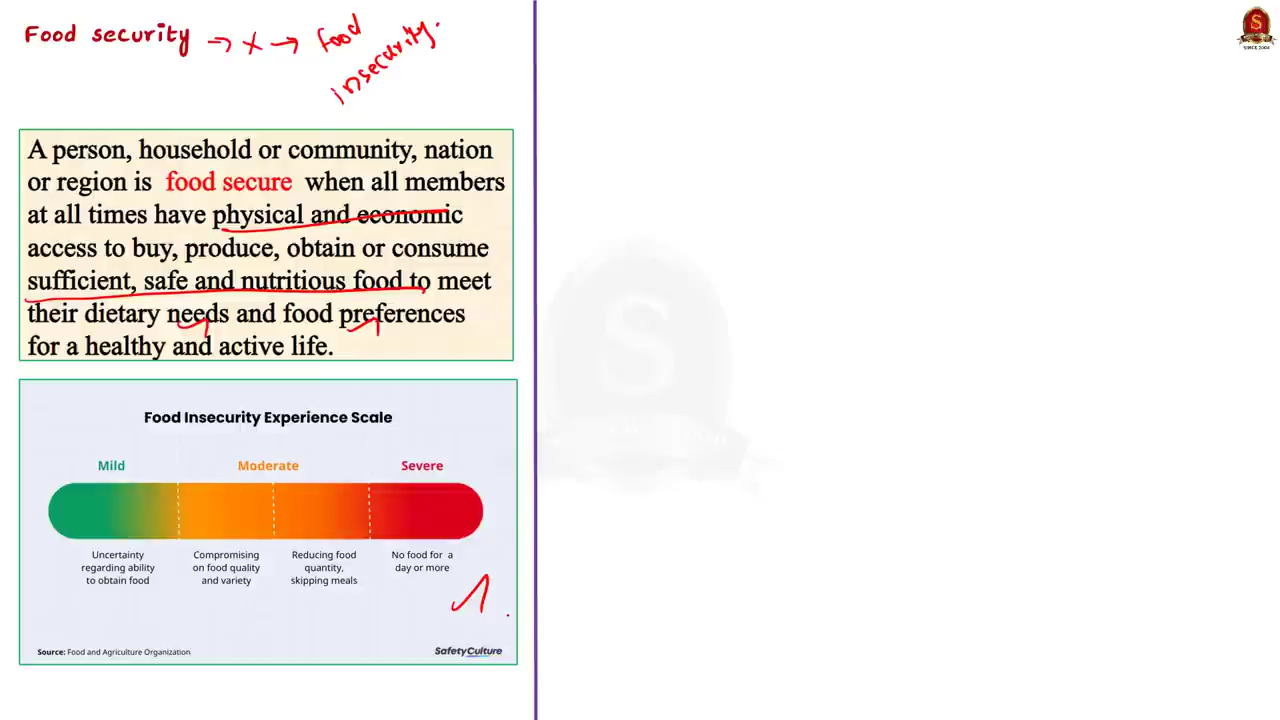 Food security → x → food
insecurity.
S
SINCE 2004
A person, household or community, nation
or region is food secure when all members
at all times have physical and economic
access to buy, produce, obtain or consume
sufficient, safe and nutritious food to meet
their dietary needs and food preferences
for a healthy and active life.
S
Food Insecurity Experience Scale
Mild Moderate Severe
Uncertainty
regarding ability
to obtain food
Compromising
on food quality
and variety
Reducing food
quantity,
skipping meals
No food for a
day or more
Source: Food and Agriculture Organization
SafetyCulture